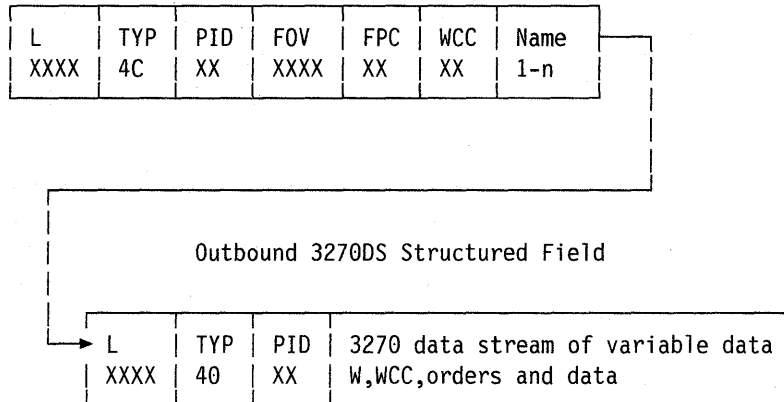 L TYP PID FOV FPC WCC Name
XXXX 4C XX XXXX XX XX 1-n
Outbound 3270DS Structured Field
L TYP PID 3270 data stream of variable data
XXXX 40 XX W,WCC,orders and data